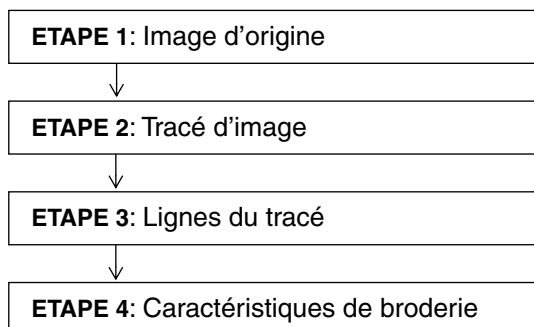 ETAPE 1: Image d'origine
ETAPE 2: Tracé d'image
ETAPE 3: Lignes du tracé
ETAPE 4: Caractéristiques de broderie